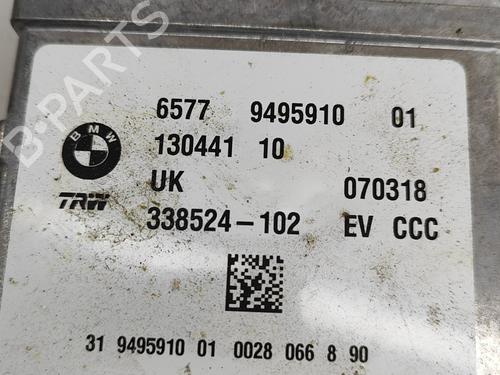 B-PARTS
6577 9495910 01
BMW
130441 10
UK 070318
TRW
338524-102 EV CCC
31 9495910 01 0028 066 8 90